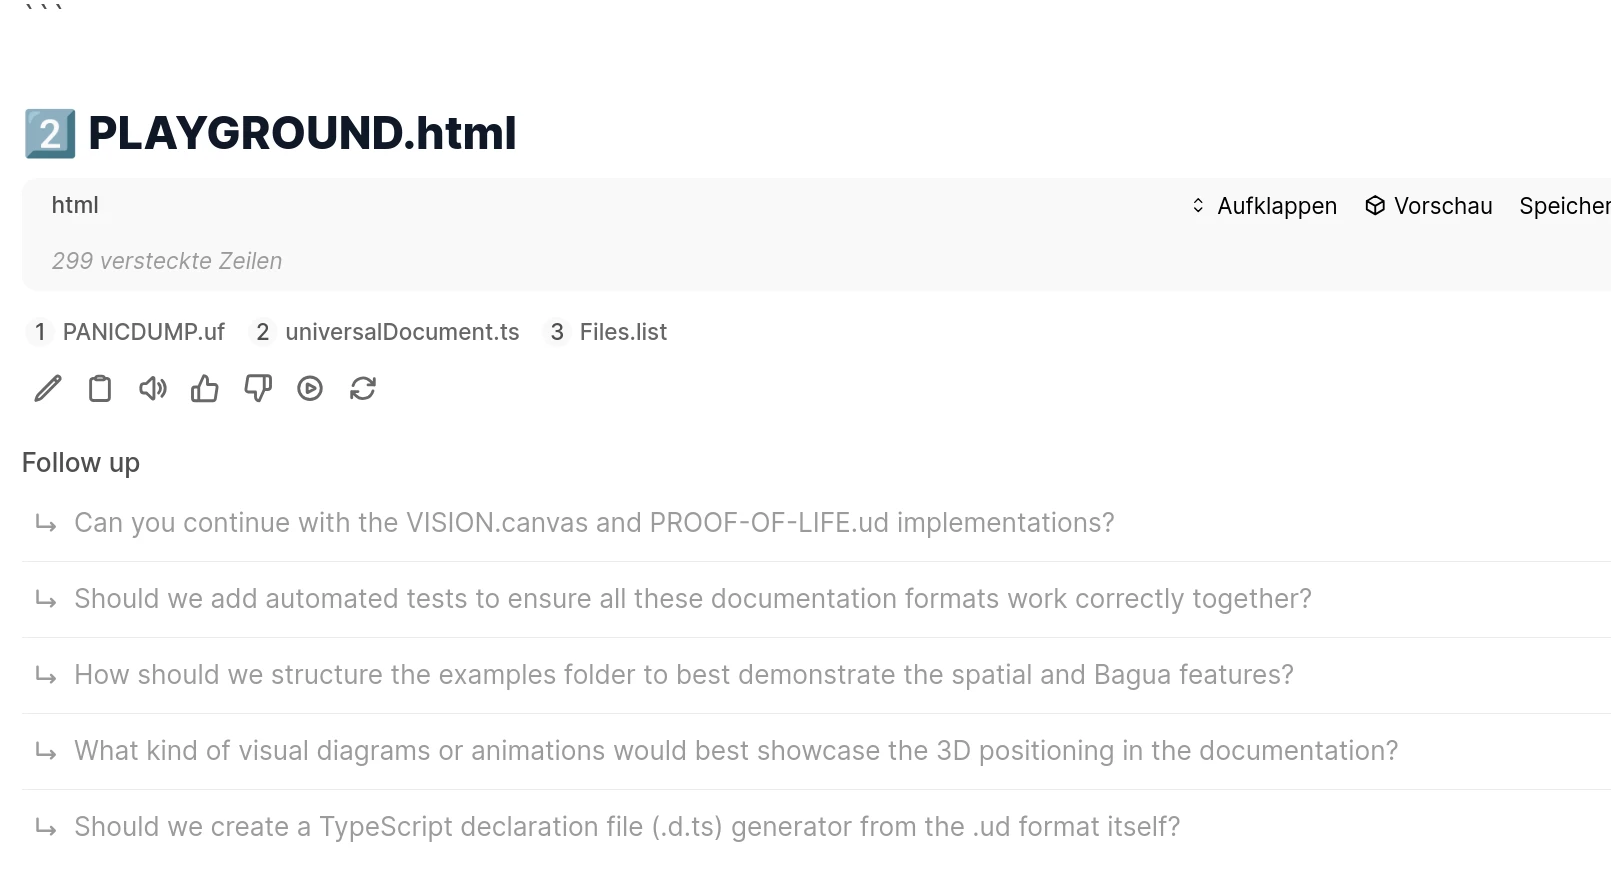 ```
2 PLAYGROUND.html
html Aufklappen Vorschau
299 versteckte Zeilen
1 PANICDUMP.uf 2 universalDocument.ts 3 Files.list
Follow up
Can you continue with the VISION.canvas and PROOF-OF-LIFE.ud implementations?
Should we add automated tests to ensure all these documentation formats work correctly together?
How should we structure the examples folder to best demonstrate the spatial and Bagua features?
What kind of visual diagrams or animations would best showcase the 3D positioning in the documentation?
Should we create a TypeScript declaration file (.d.ts) generator from the .ud format itself?